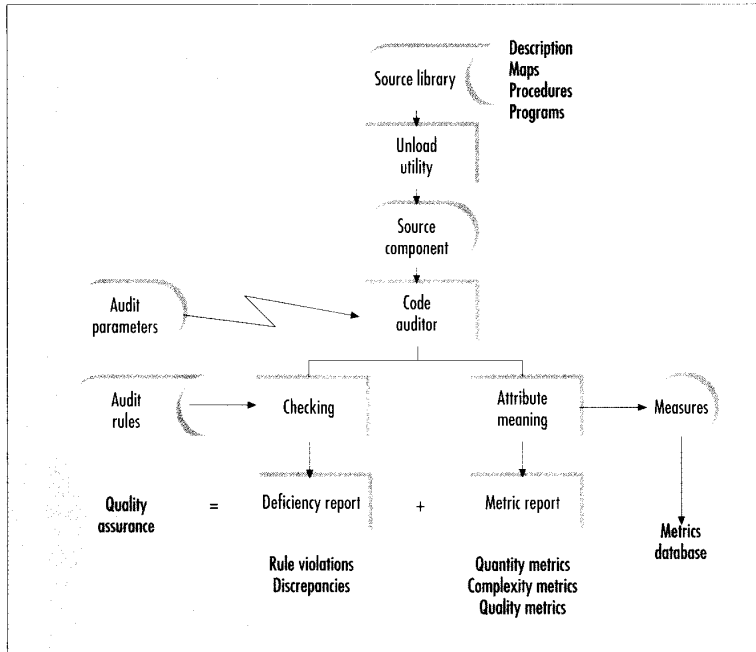 Source library
Description
Maps
Procedures
Programs
Unload
utility
Source
component
Audit
parameters
Code
auditor
Audit
rules
Checking
Attribute
meaning
Measures
Quality
assurance
=
Deficiency report
+
Metric report
Metrics
database
Rule violations
Discrepancies
Quantity metrics
Complexity metrics
Quality metrics